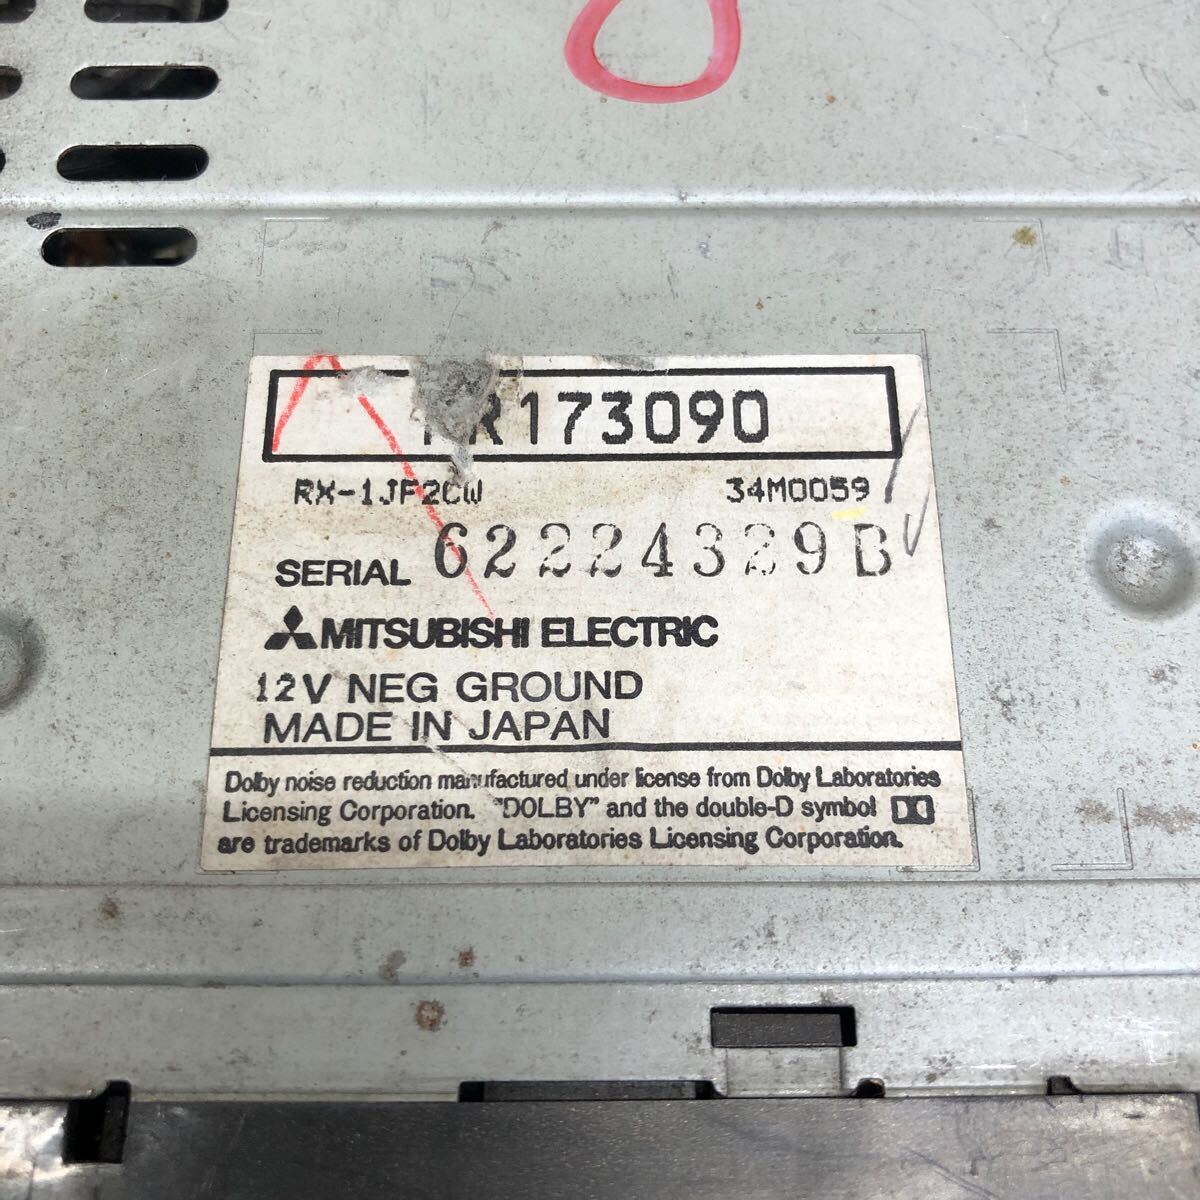 R173090
RX-1JP2CW 34M0059
SERIAL 62224329B
MITSUBISHI ELECTRIC
12V NEG GROUND
MADE IN JAPAN
Dolby noise reduction manufactured under license from Dolby Laboratories
Licensing Corporation. "DOLBY" and the double-D symbol
are trademarks of Dolby Laboratories Licensing Corporation.